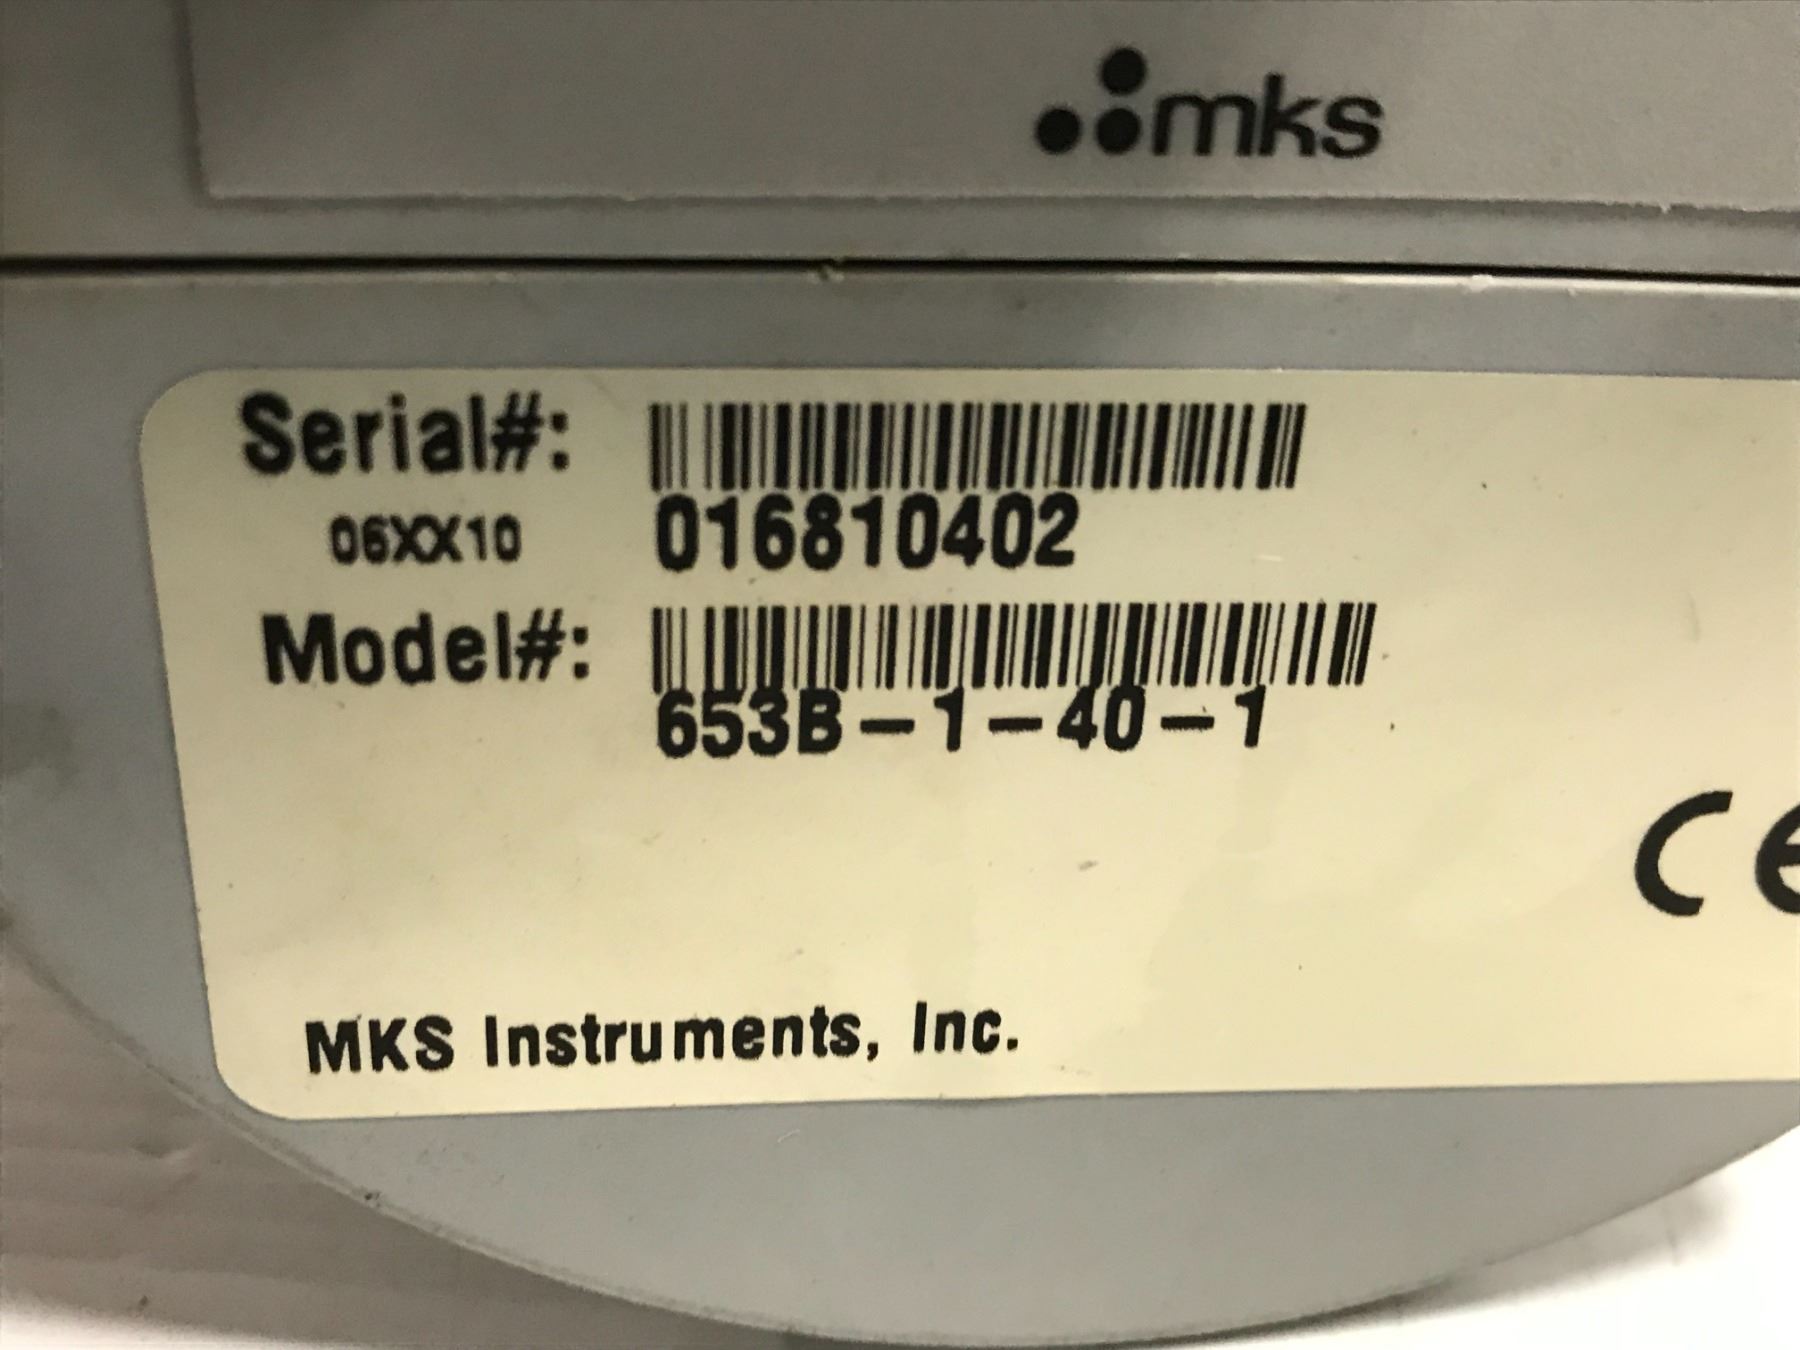 mks
Serial#:
06XX10 016810402
Model#:
653B-1-40-1
CE
MKS Instruments, Inc.